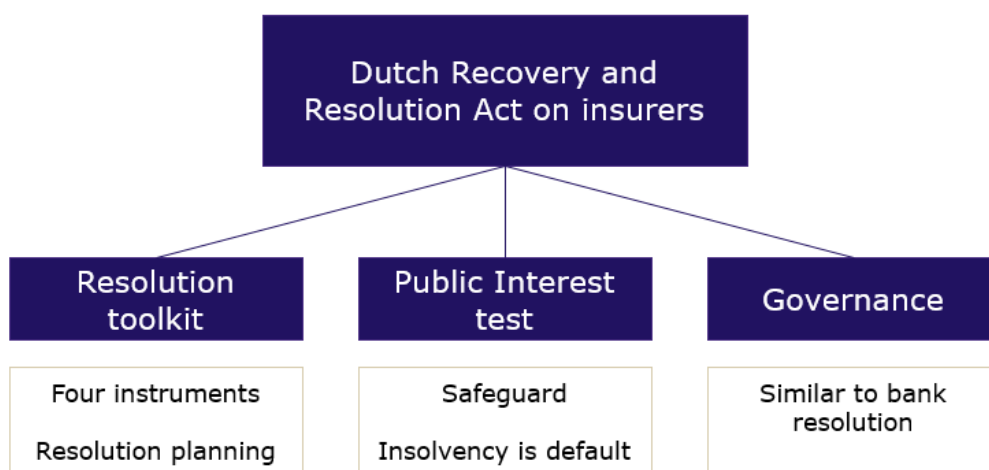 Dutch Recovery and
Resolution Act on insurers
Resolution
toolkit
Public Interest
test
Governance
Four instruments
Resolution planning
Safeguard
Insolvency is default
Similar to bank
resolution